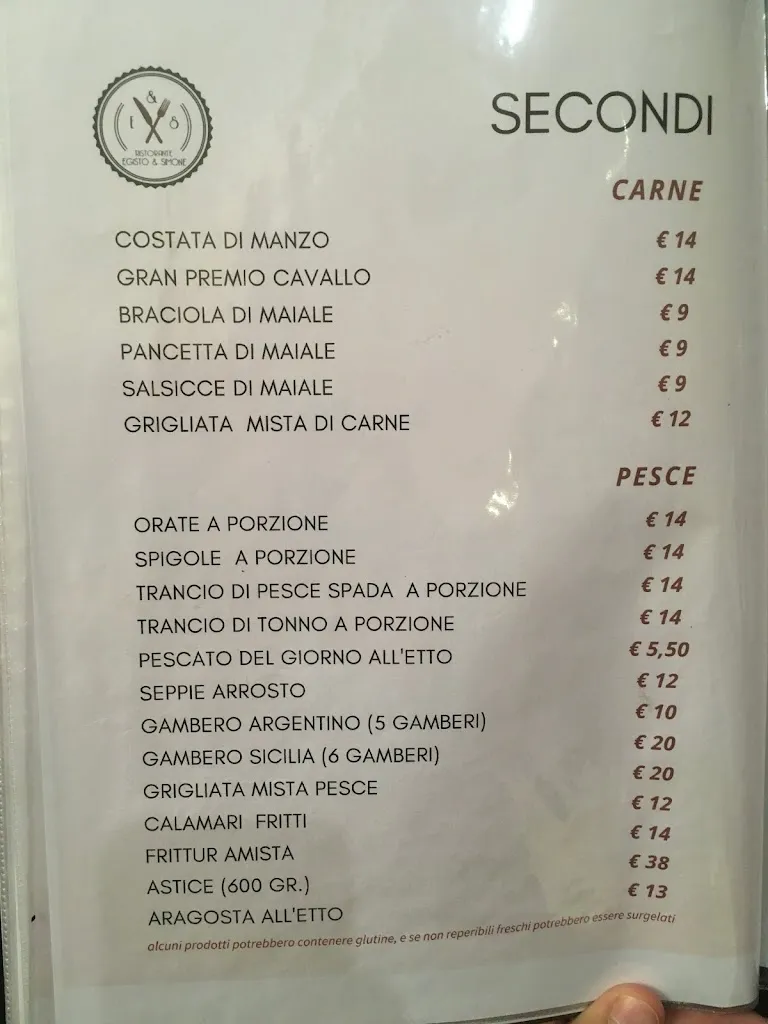 & 
E S
RISTORANTE
EGISTO & SIMONE
SECONDI
CARNE
COSTATA DI MANZO € 14
GRAN PREMIO CAVALLO € 14
BRACIOLA DI MAIALE € 9
PANCETTA DI MAIALE € 9
SALSICCE DI MAIALE € 9
GRIGLIATA MISTA DI CARNE € 12
PESCE
ORATE A PORZIONE € 14
SPIGOLE A PORZIONE € 14
TRANCIO DI PESCE SPADA A PORZIONE € 14
TRANCIO DI TONNO A PORZIONE € 14
PESCATO DEL GIORNO ALL'ETTO € 5,50
SEPPIE ARROSTO € 12
GAMBERO ARGENTINO (5 GAMBERI) € 10
GAMBERO SICILIA (6 GAMBERI) € 20
GRIGLIATA MISTA PESCE € 20
CALAMARI FRITTI € 12
FRITTUR AMISTA € 14
ASTICE (600 GR.) € 38
ARAGOSTA ALL'ETTO € 13
alcuni prodotti potrebbero contenere glutine, e se non reperibili freschi potrebbero essere surgelati